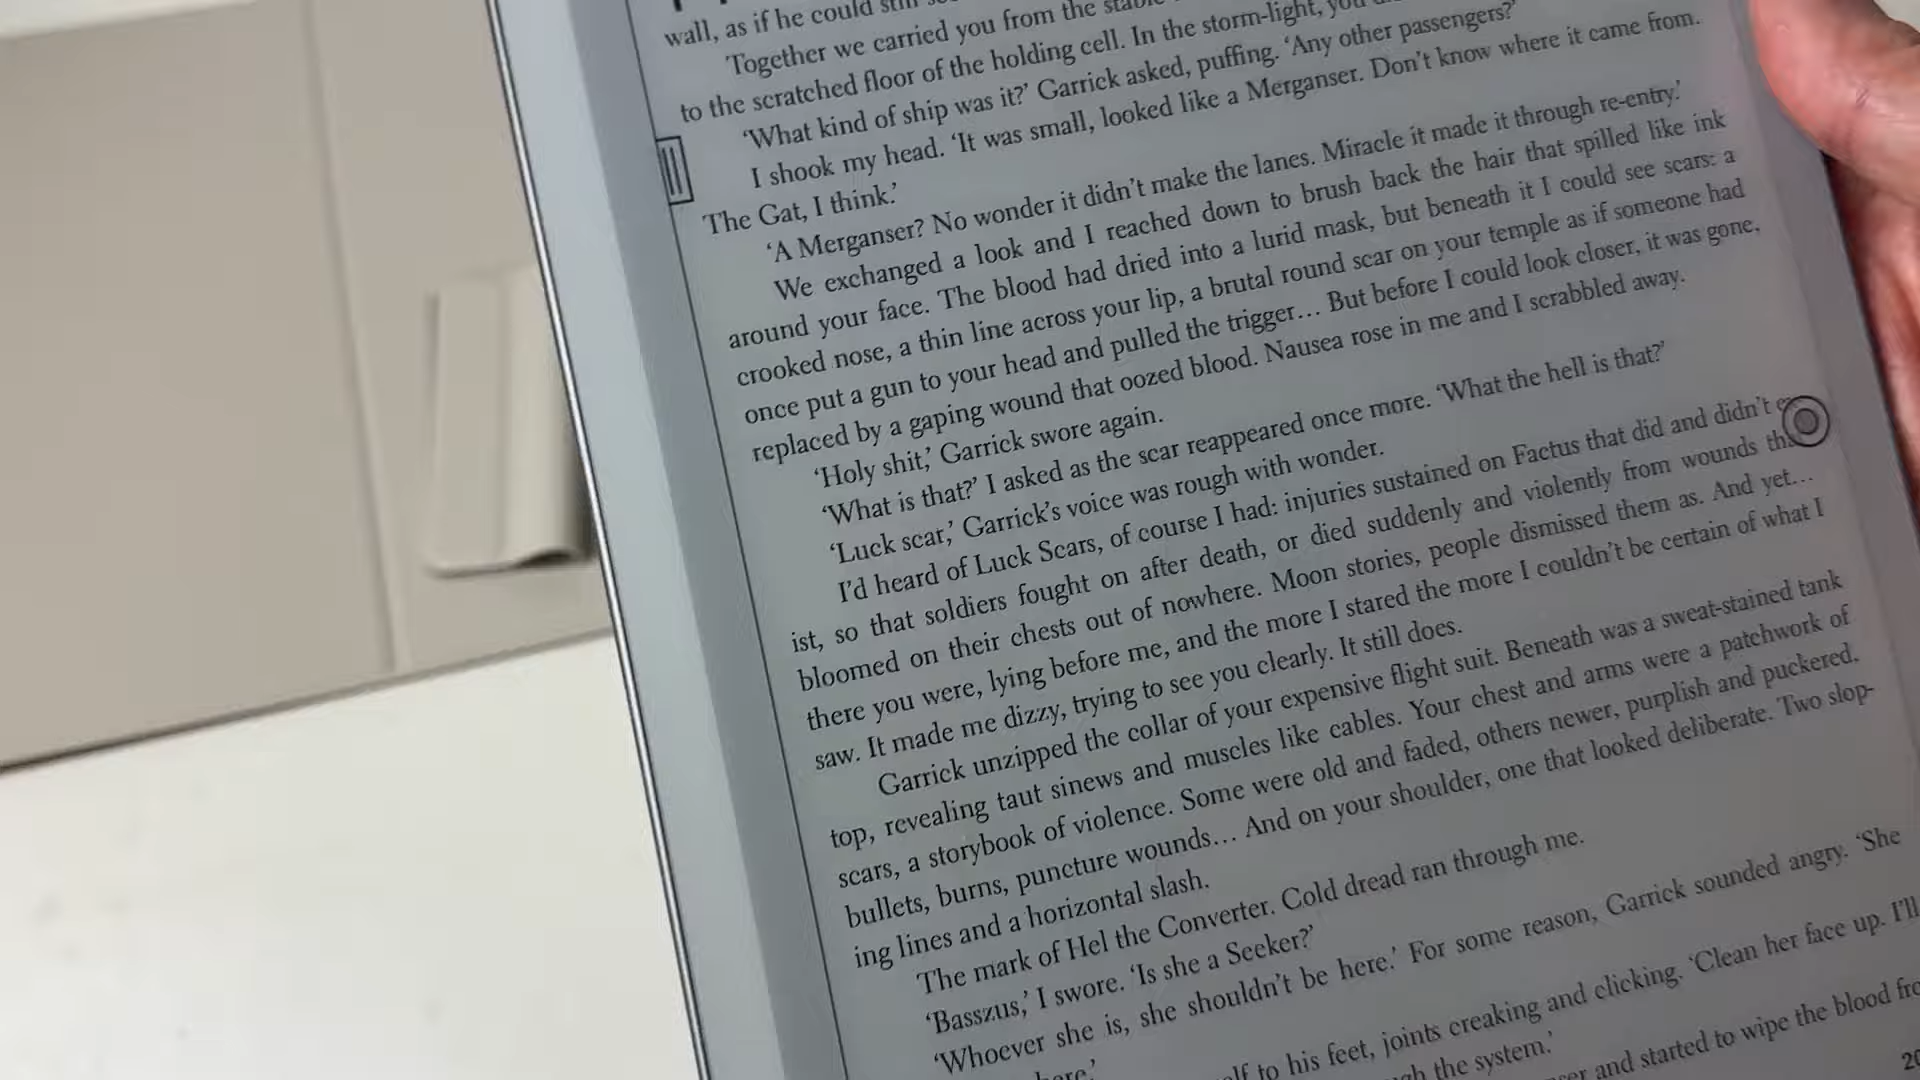 wall, as if he could still
Together we carried you from the stable
to the scratched floor of the holding cell. In the storm-light, you
‘What kind of ship was it?’ Garrick asked, puffing. ‘Any other passengers?’
I shook my head. ‘It was small, looked like a Merganser. Don’t know where it came from.
The Gat, I think.’
‘A Merganser? No wonder it didn’t make the lanes. Miracle it made it through re-entry.’
We exchanged a look and I reached down to brush back the hair that spilled like ink
around your face. The blood had dried into a lurid mask, but beneath it I could see scars: a
crooked nose, a thin line across your lip, a brutal round scar on your temple as if someone had
once put a gun to your head and pulled the trigger… But before I could look closer, it was gone,
replaced by a gaping wound that oozed blood. Nausea rose in me and I scrabbled away.
‘Holy shit,’ Garrick swore again.
‘What is that?’ I asked as the scar reappeared once more. ‘What the hell is that?’
‘Luck scar,’ Garrick’s voice was rough with wonder.
I’d heard of Luck Scars, of course I had: injuries sustained on Factus that did and didn’t
ist, so that soldiers fought on after death, or died suddenly and violently from wounds
bloomed on their chests out of nowhere. Moon stories, people dismissed them as. And yet…
there you were, lying before me, and the more I stared the more I couldn’t be certain of what I
saw. It made me dizzy, trying to see you clearly. It still does.
Garrick unzipped the collar of your expensive flight suit. Beneath was a sweat-stained tank
top, revealing taut sinews and muscles like cables. Your chest and arms were a patchwork of
scars, a storybook of violence. Some were old and faded, others newer, purplish and puckered,
bullets, burns, puncture wounds… And on your shoulder, one that looked deliberate. Two slop-
ing lines and a horizontal slash.
The mark of Hel the Converter. Cold dread ran through me.
‘Basszus,’ I swore. ‘Is she a Seeker?’
‘Whoever she is, she shouldn’t be here.’ For some reason, Garrick sounded angry. ‘She
to his feet, joints creaking and clicking. ‘Clean her face up. I’ll
the system.’
and started to wipe the blood